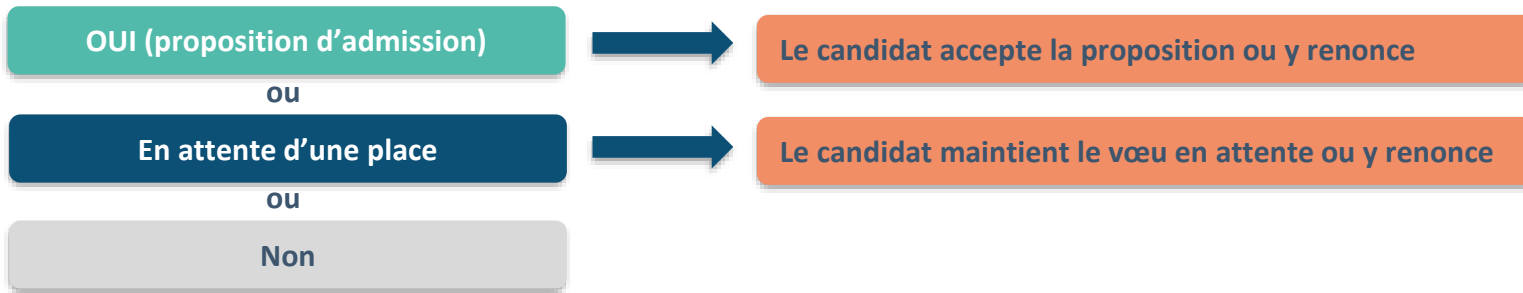 OUI (proposition d’admission)
Le candidat accepte la proposition ou y renonce
ou
En attente d’une place
Le candidat maintient le vœu en attente ou y renonce
ou
Non